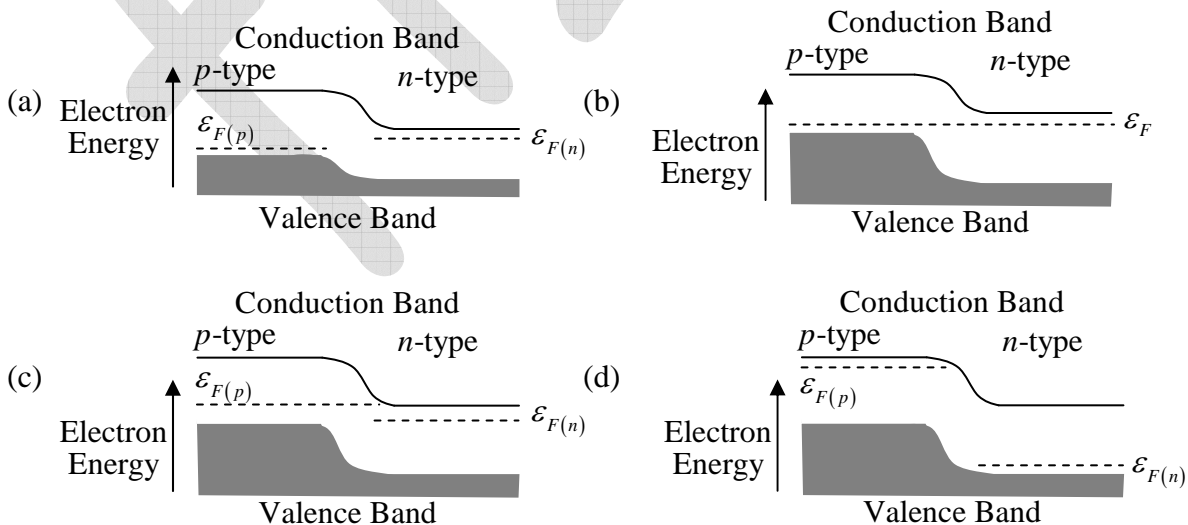 (a)
Conduction Band
p-type n-type
Electron
Energy
ε_F(p)
ε_F(n)
Valence Band
(b)
Conduction Band
p-type n-type
Electron
Energy
ε_F
Valence Band
(c)
Conduction Band
p-type n-type
ε_F(p)
Electron
Energy
ε_F(n)
Valence Band
(d)
Conduction Band
p-type n-type
ε_F(p)
Electron
Energy
ε_F(n)
Valence Band